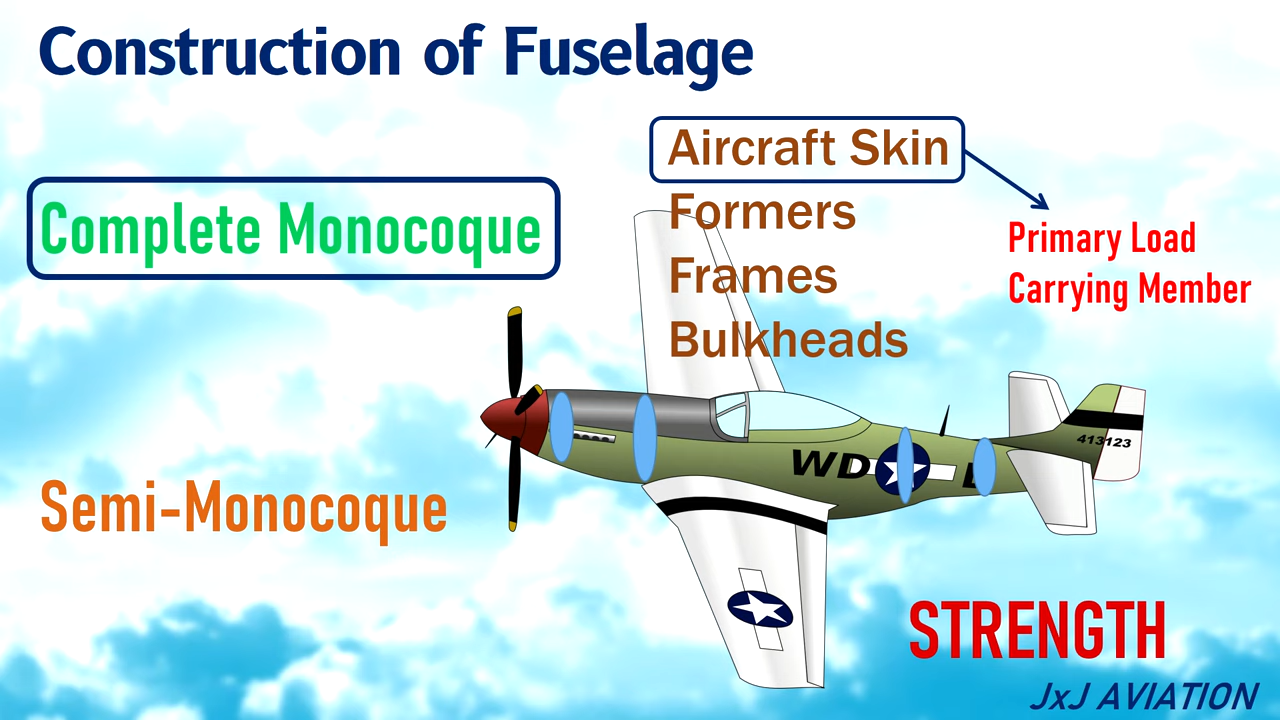 Construction of Fuselage
Aircraft Skin
Formers
Frames
Bulkheads
Primary Load
Carrying Member
Complete Monocoque
Semi-Monocoque
WD
413123
STRENGTH
JxJ AVIATION